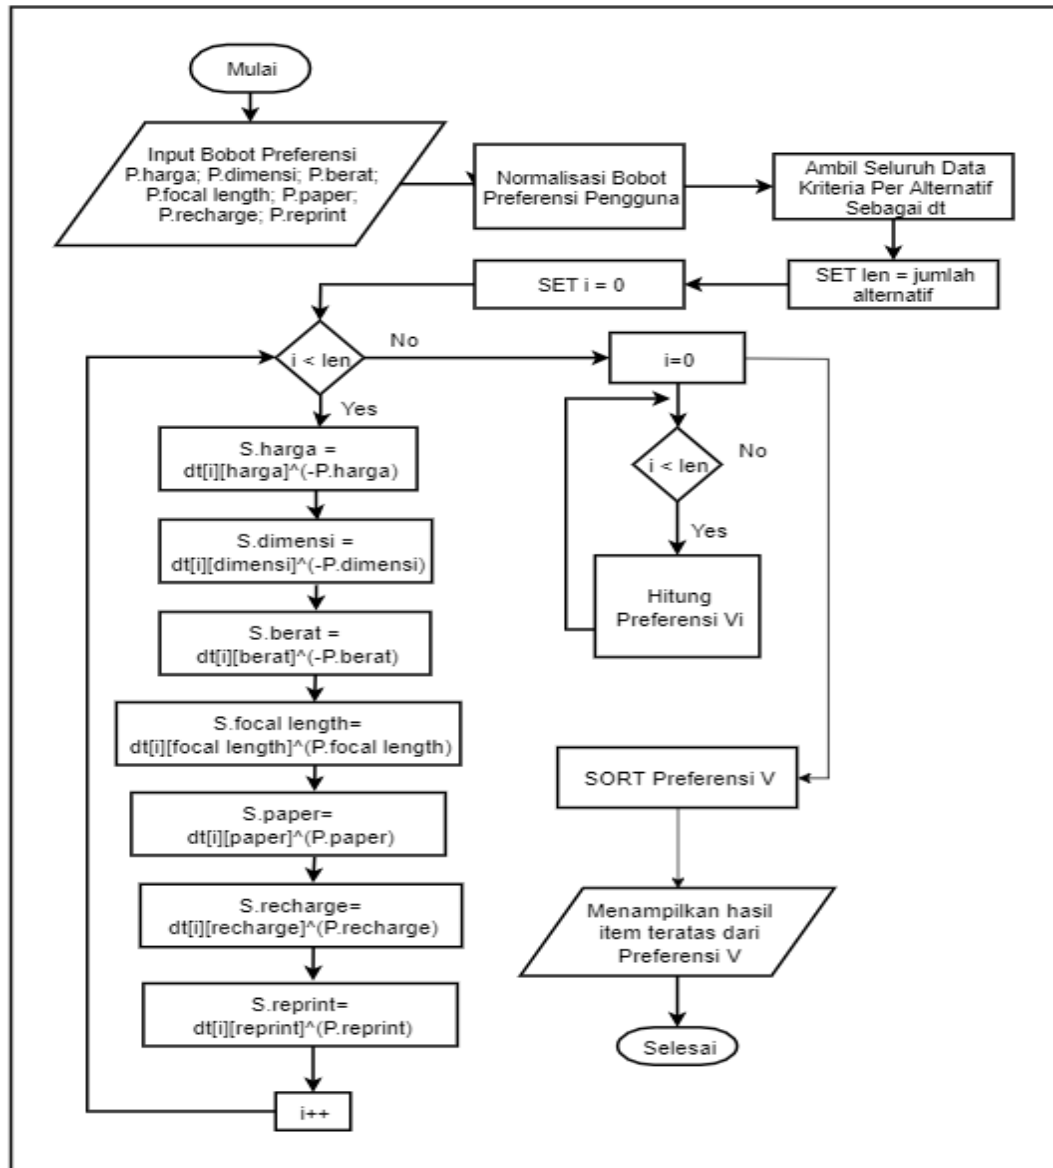 Mulai
Input Bobot Preferensi
P.harga; P.dimensi; P.berat;
P.focal length; P.paper;
P.recharge; P.reprint
Normalisasi Bobot
Preferensi Pengguna
Ambil Seluruh Data
Kriteria Per Alternatif
Sebagai dt
SET len = jumlah
alternatif
SET i = 0
i < len
No
Yes
S.harga =
dt[i][harga]^(-P.harga)
S.dimensi =
dt[i][dimensi]^(-P.dimensi)
S.berat =
dt[i][berat]^(-P.berat)
S.focal length=
dt[i][focal length]^(P.focal length)
S.paper=
dt[i][paper]^(P.paper)
S.recharge=
dt[i][recharge]^(P.recharge)
S.reprint=
dt[i][reprint]^(P.reprint)
i++
i=0
i < len
No
Yes
Hitung
Preferensi Vi
SORT Preferensi V
Menampilkan hasil
item teratas dari
Preferensi V
Selesai